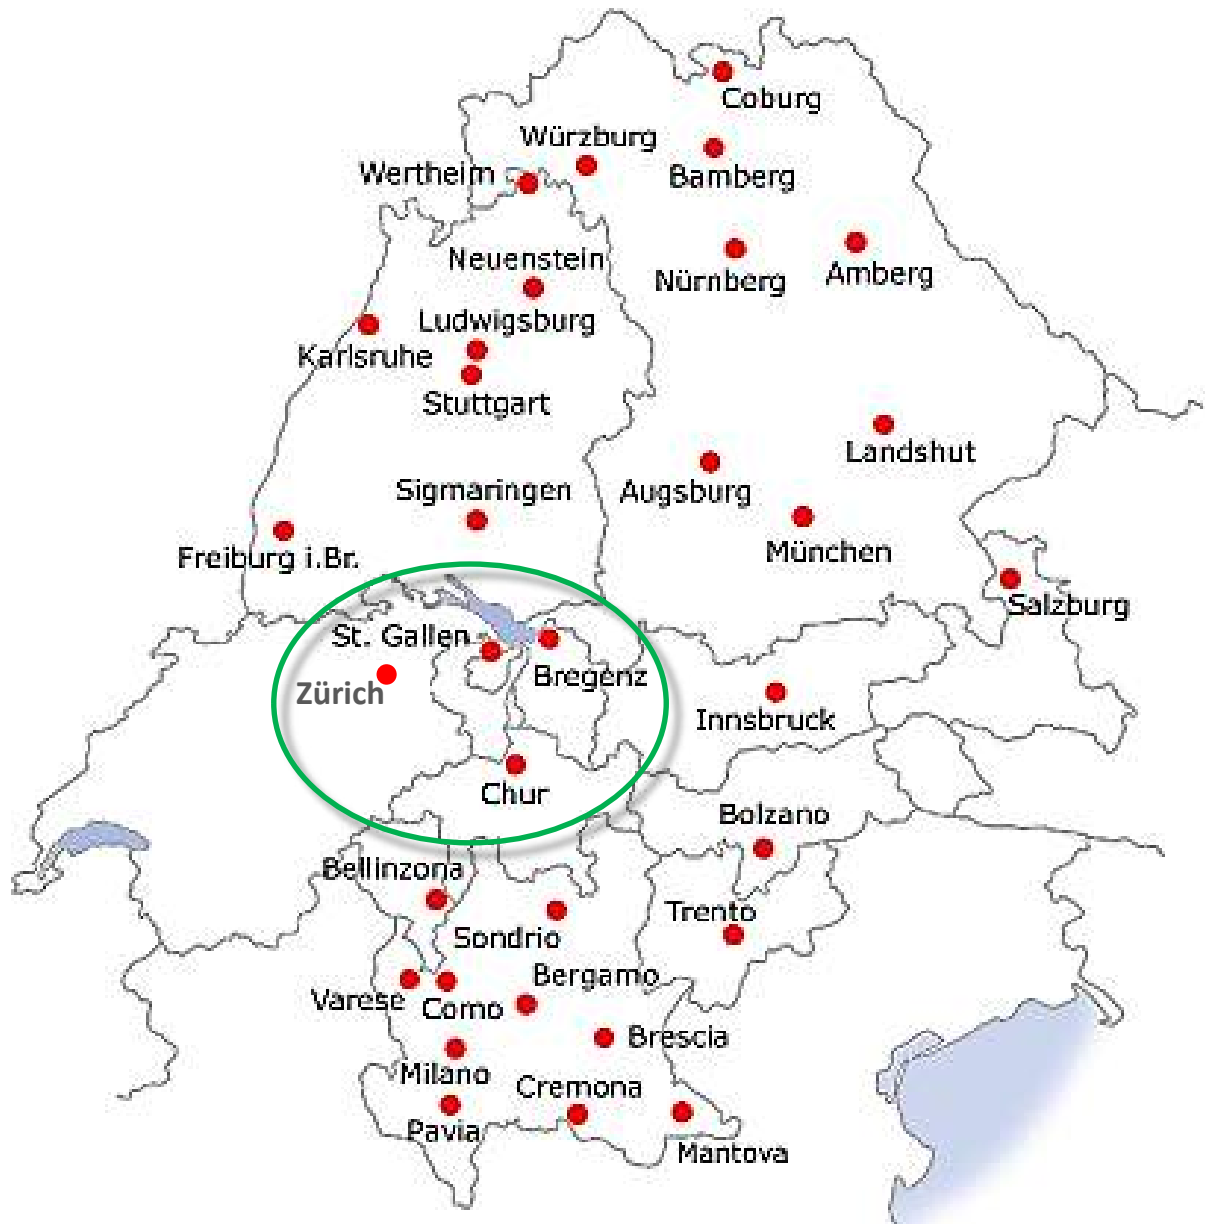 Coburg
Würzburg
Wertheim
Bamberg
Neuenstein
Nürnberg
Amberg
Ludwigsburg
Karlsruhe
Stuttgart
Landshut
Sigmaringen
Augsburg
München
Freiburg i.Br.
Salzburg
St. Gallen
Bregenz
Zürich
Innsbruck
Chur
Bolzano
Bellinzona
Trento
Sondrio
Bergamo
Varese
Como
Brescia
Milano
Cremona
Pavia
Mantova